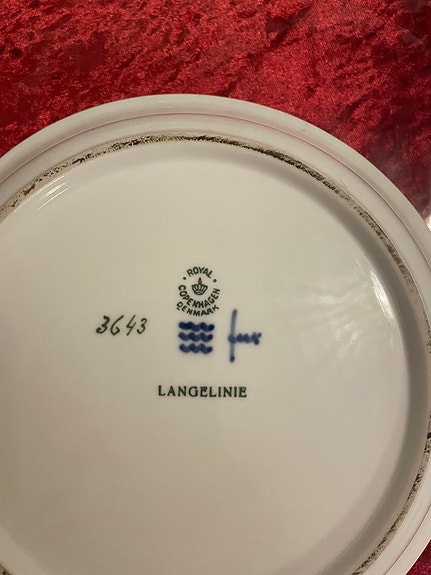 ROYAL
COPENHAGEN
DENMARK
3643
LANGELINIE